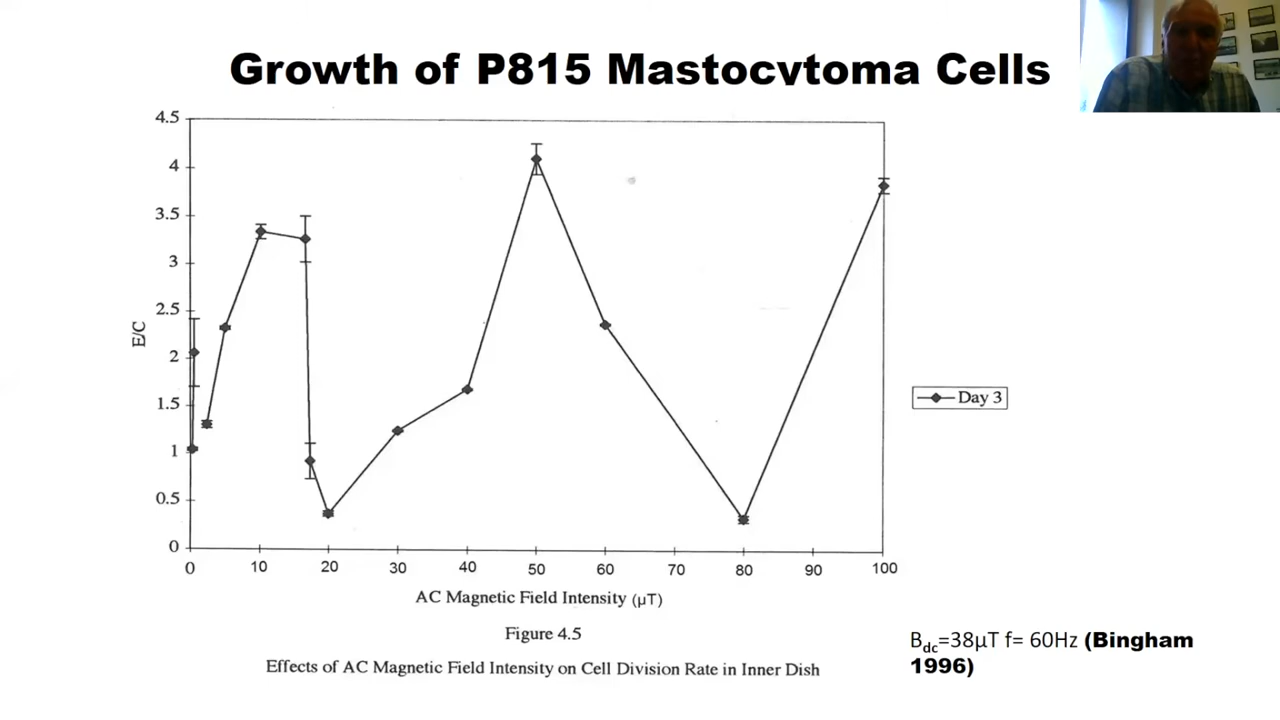 Growth of P815 Mastocytoma Cells
4.5
4
3.5
3
2.5
2
1.5
1
0.5
0
E/C
0 10 20 30 40 50 60 70 80 90 100
AC Magnetic Field Intensity (µT)
Day 3
Figure 4.5
Effects of AC Magnetic Field Intensity on Cell Division Rate in Inner Dish
Bdc=38µT f= 60Hz (Bingham
1996)